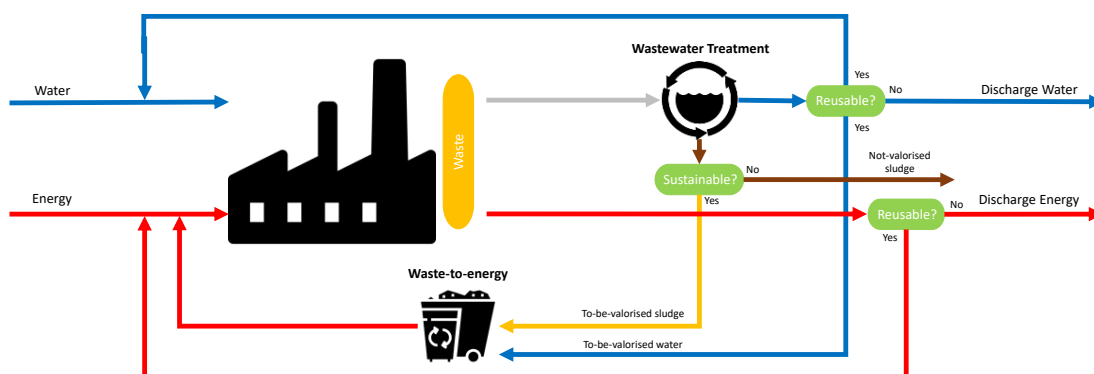 Wastewater Treatment
Yes
Water
Reusable?
No
Discharge Water
Yes
Waste
Not-valorised
sludge
Sustainable?
No
Yes
Energy
Reusable?
No
Discharge Energy
Yes
Waste-to-energy
To-be-valorised sludge
To-be-valorised water